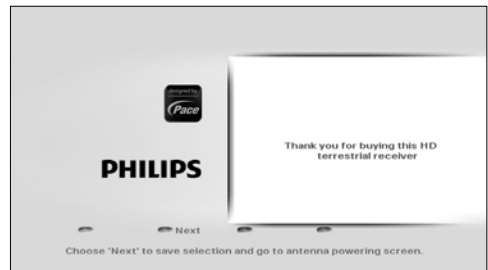 designed by
Pace
PHILIPS
Thank you for buying this HD
terrestrial receiver
Next
Choose 'Next' to save selection and go to antenna powering screen.